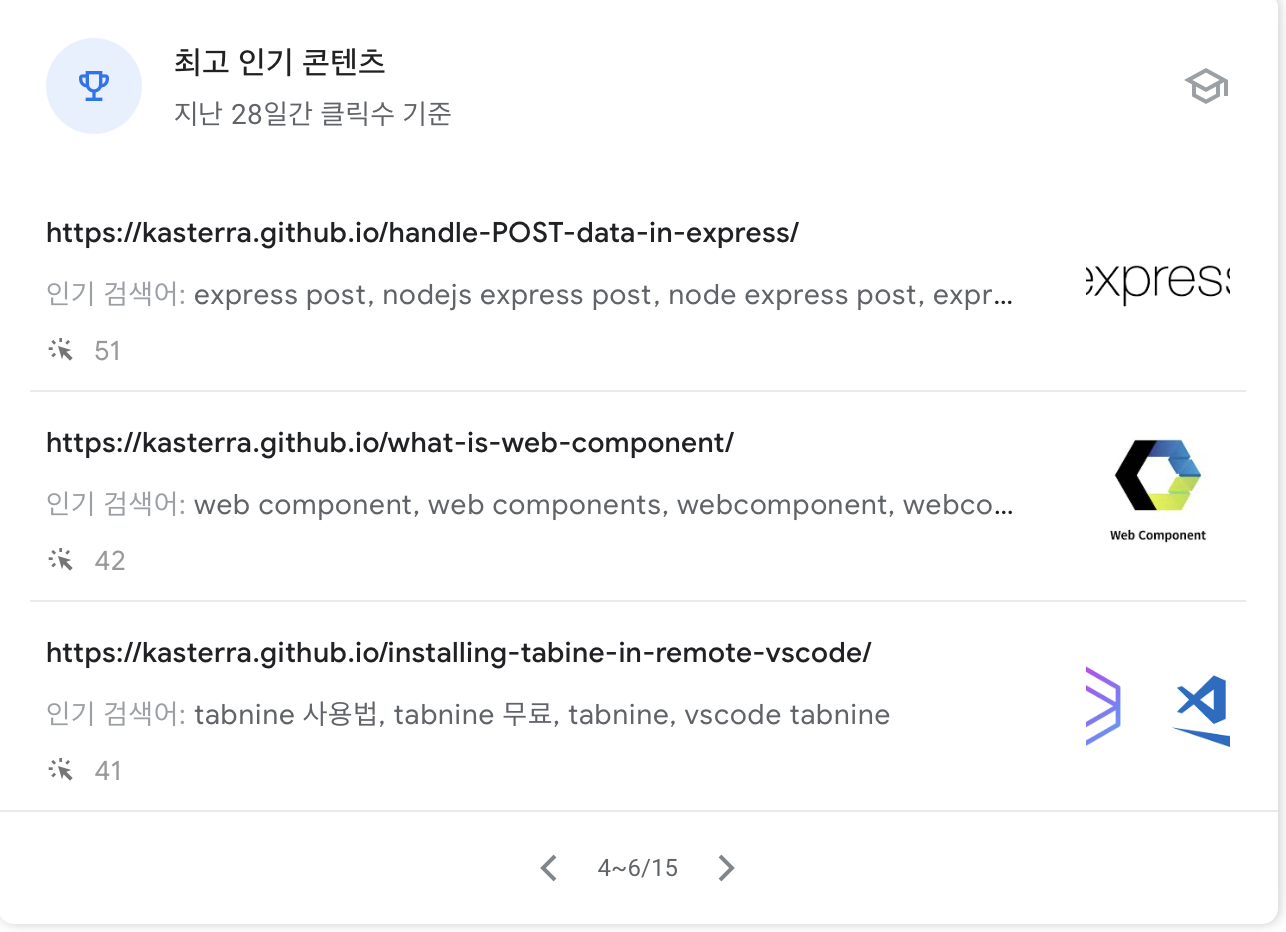 최고 인기 콘텐츠
지난 28일간 클릭수 기준
https://kasterra.github.io/handle-POST-data-in-express/
인기 검색어: express post, nodejs express post, node express post, expr...
express
51
https://kasterra.github.io/what-is-web-component/
인기 검색어: web component, web components, webcomponent, webco...
Web Component
42
https://kasterra.github.io/installing-tabine-in-remote-vscode/
인기 검색어: tabnine 사용법, tabnine 무료, tabnine, vscode tabnine
41
4~6/15